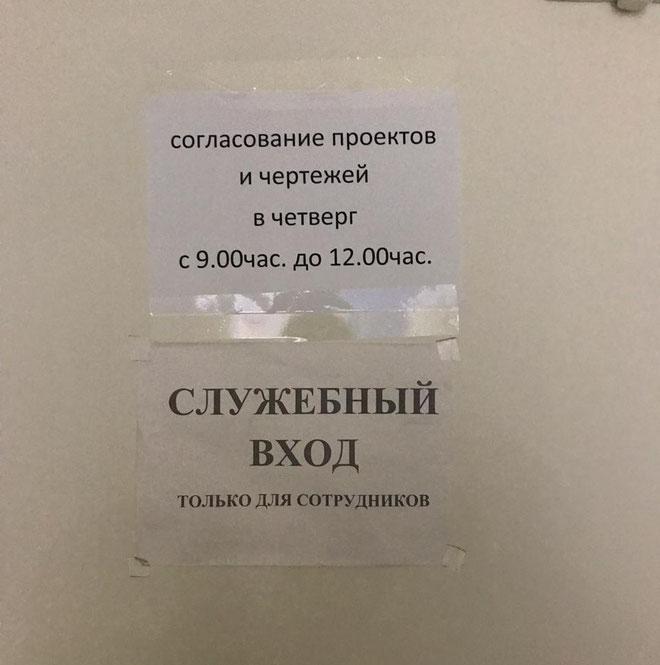 согласование проектов
и чертежей
в четверг
с 9.00час. до 12.00час.
СЛУЖЕБНЫЙ
ВХОД
ТОЛЬКО ДЛЯ СОТРУДНИКОВ